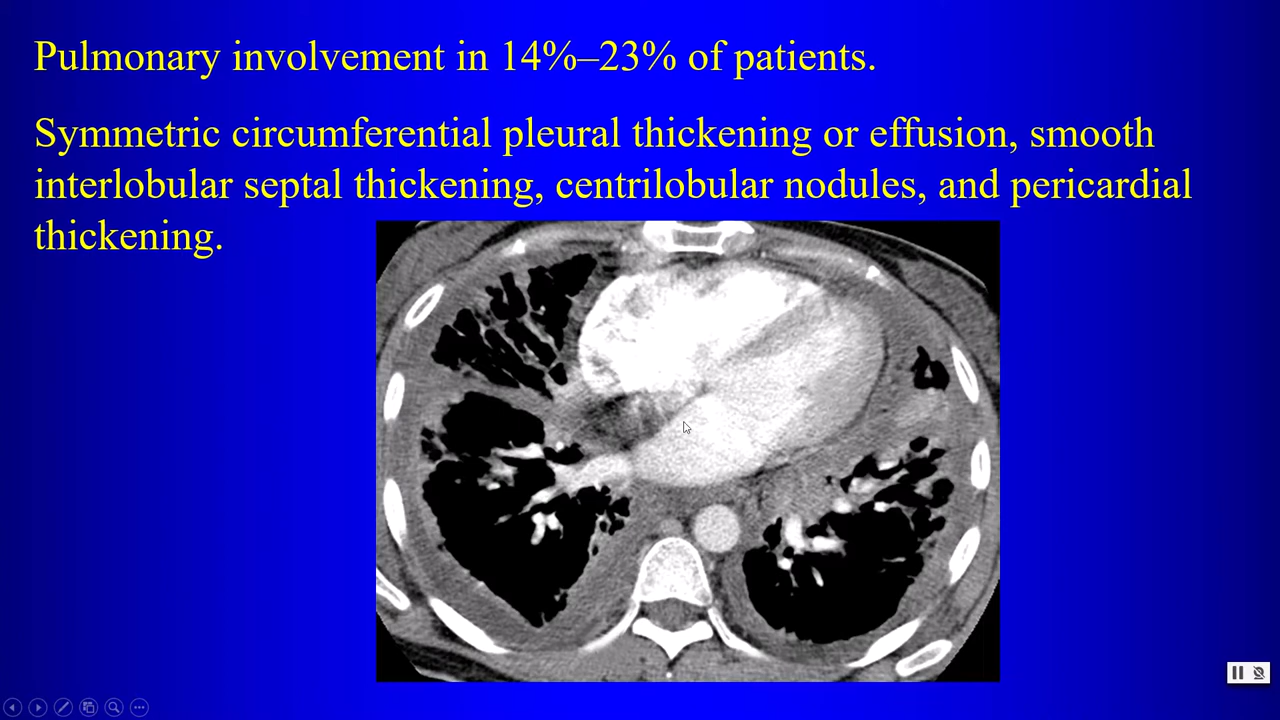 Pulmonary involvement in 14%–23% of patients.
Symmetric circumferential pleural thickening or effusion, smooth
interlobular septal thickening, centrilobular nodules, and pericardial
thickening.